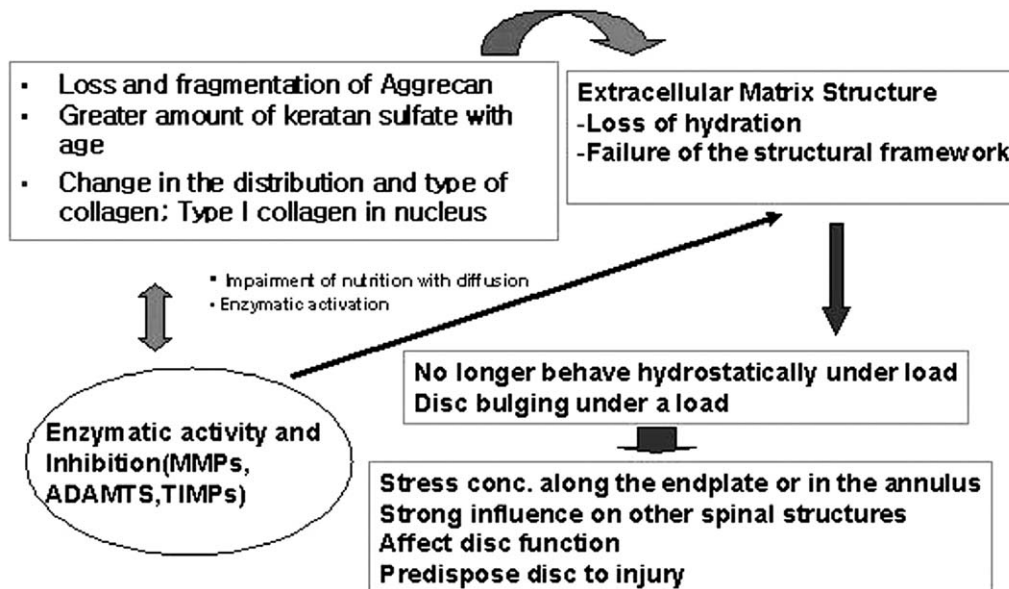 ▪ Loss and fragmentation of Aggrecan
▪ Greater amount of keratan sulfate with
age
▪ Change in the distribution and type of
collagen; Type I collagen in nucleus
Extracellular Matrix Structure
-Loss of hydration
-Failure of the structural framework
▪ Impairment of nutrition with diffusion
▪ Enzymatic activation
Enzymatic activity and
Inhibition(MMPs,
ADAMTS,TIMPs)
No longer behave hydrostatically under load
Disc bulging under a load
Stress conc. along the endplate or in the annulus
Strong influence on other spinal structures
Affect disc function
Predispose disc to injury